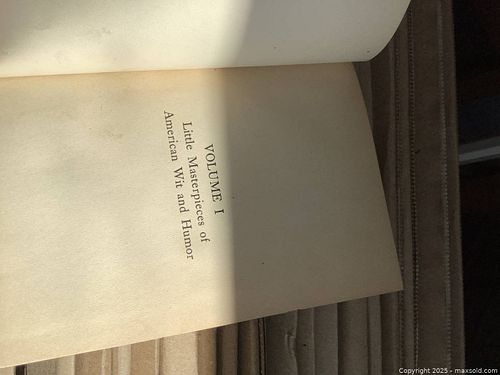 VOLUME I
Little Masterpieces of
American Wit and Humor
Copyright 2025 - maxsold.com